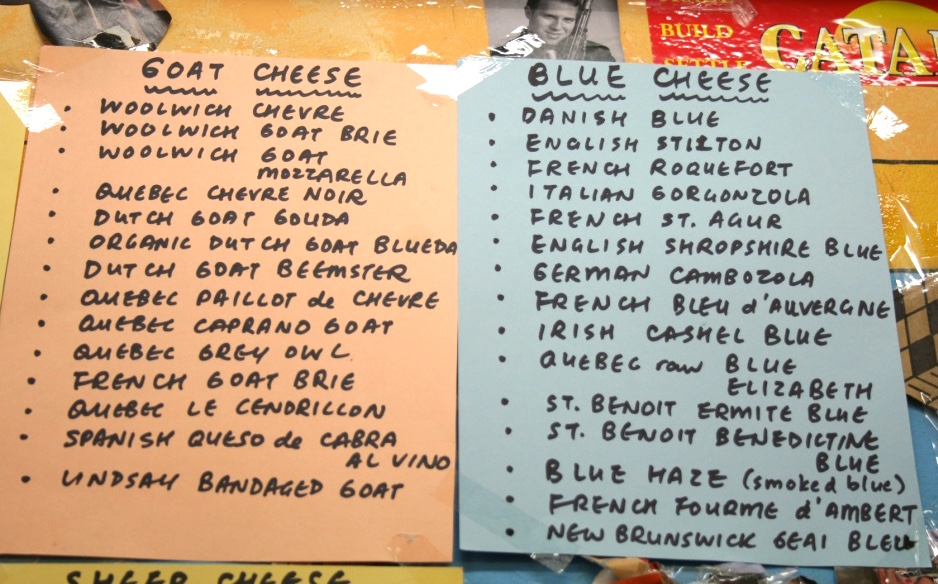 BUILD
CATA
GOAT CHEESE
• WOOLWICH CHEVRE
• WOOLWICH GOAT BRIE
• WOOLWICH GOAT
MOZZARELLA
• QUEBEC CHEVRE NOIR
• DUTCH GOAT GOUDA
• ORGANIC DUTCH GOAT BLUEDA
• DUTCH GOAT BEEMSTER
• QUEBEC PAILLOT de CHEVRE
• QUEBEC CAPRANO GOAT
• QUEBEC GREY OWL
• FRENCH GOAT BRIE
• QUEBEC LE CENDRILLON
• SPANISH QUESO de CABRA
AL VINO
• LINDSAY BANDAGED GOAT
BLUE CHEESE
• DANISH BLUE
• ENGLISH STILTON
• FRENCH ROQUEFORT
• ITALIAN GORGONZOLA
• FRENCH ST. AGUR
• ENGLISH SHROPSHIRE BLUE
• GERMAN CAMBOZOLA
• FRENCH BLEU d'AUVERGNE
• IRISH CASHEL BLUE
• QUEBEC raw BLUE
ELIZABETH
• ST. BENOIT ERMITE BLUE
• ST. BENOIT BENEDICTINE
BLUE
• BLUE HAZE (smoked blue)
• FRENCH FOURME d'AMBERT
• NEW BRUNSWICK GEAI BLEU
SHEEP CHEESE